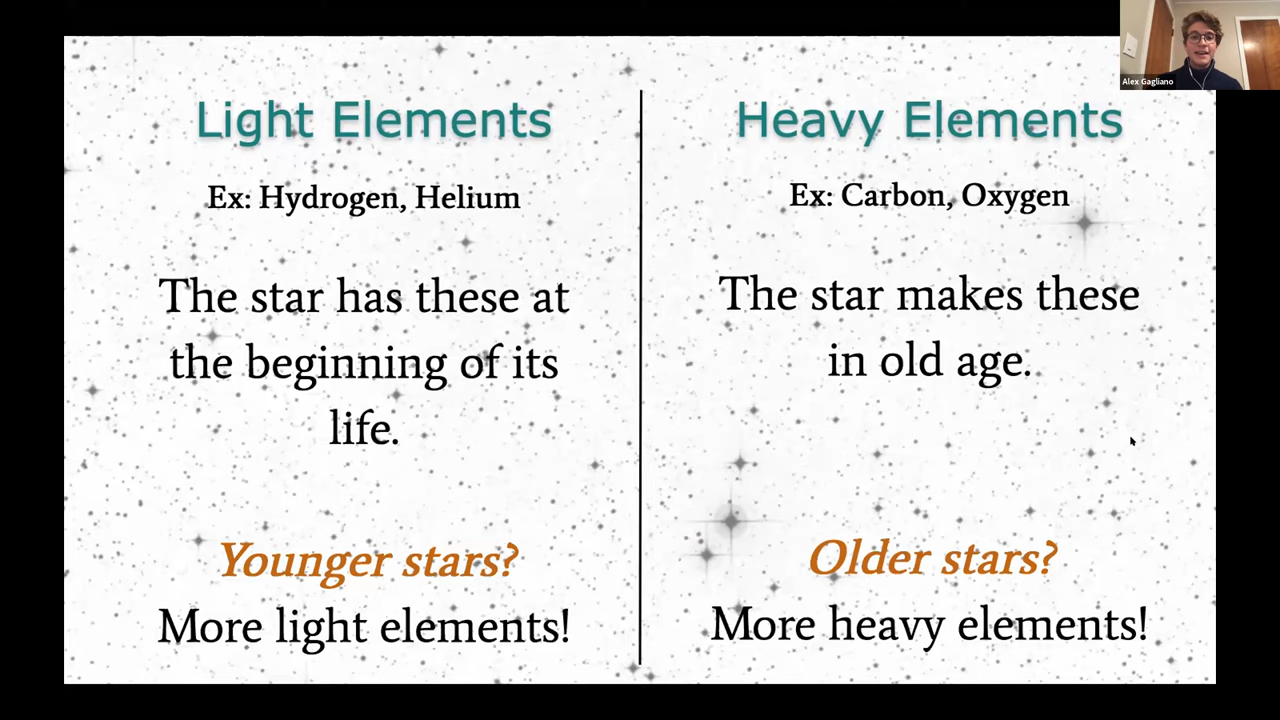 Alex Gagliano
Light Elements
Ex: Hydrogen, Helium
The star has these at
the beginning of its
life.
Younger stars?
More light elements!
Heavy Elements
Ex: Carbon, Oxygen
The star makes these
in old age.
Older stars?
More heavy elements!